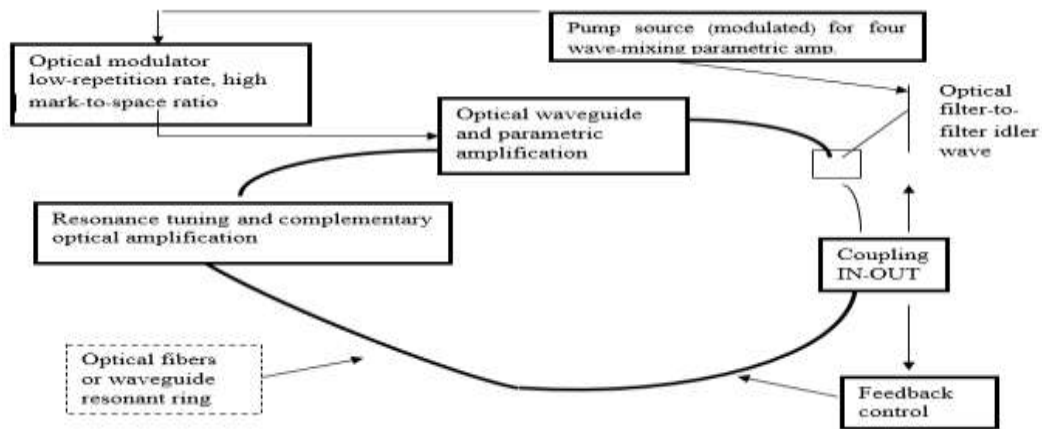 Pump source (modulated) for four
wave-mixing parametric amp.
Optical modulator
low-repetition rate, high
mark-to-space ratio
Optical waveguide
and parametric
amplification
Optical
filter-to-
filter idler
wave
Resonance tuning and complementary
optical amplification
Coupling
IN-OUT
Optical fibers
or waveguide
resonant ring
Feedback
control